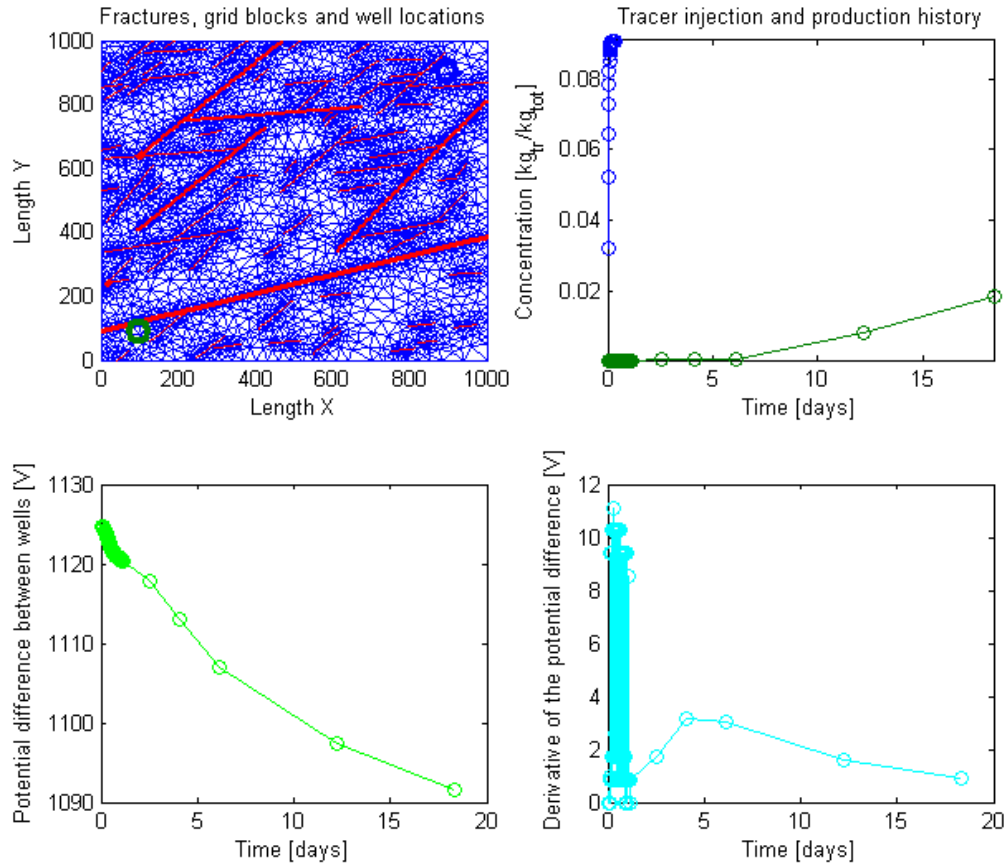 Fractures, grid blocks and well locations
1000
800
600
400
200
0
Length Y
0 200 400 600 800 1000
Length X
Tracer injection and production history
0.08
0.06
0.04
0.02
Concentration [kg_tr/kg_tot]
0 5 10 15
Time [days]
1130
1120
1110
1100
1090
Potential difference between wells [V]
0 5 10 15 20
Time [days]
12
10
8
6
4
2
0
Derivative of the potential difference [V]
0 5 10 15 20
Time [days]